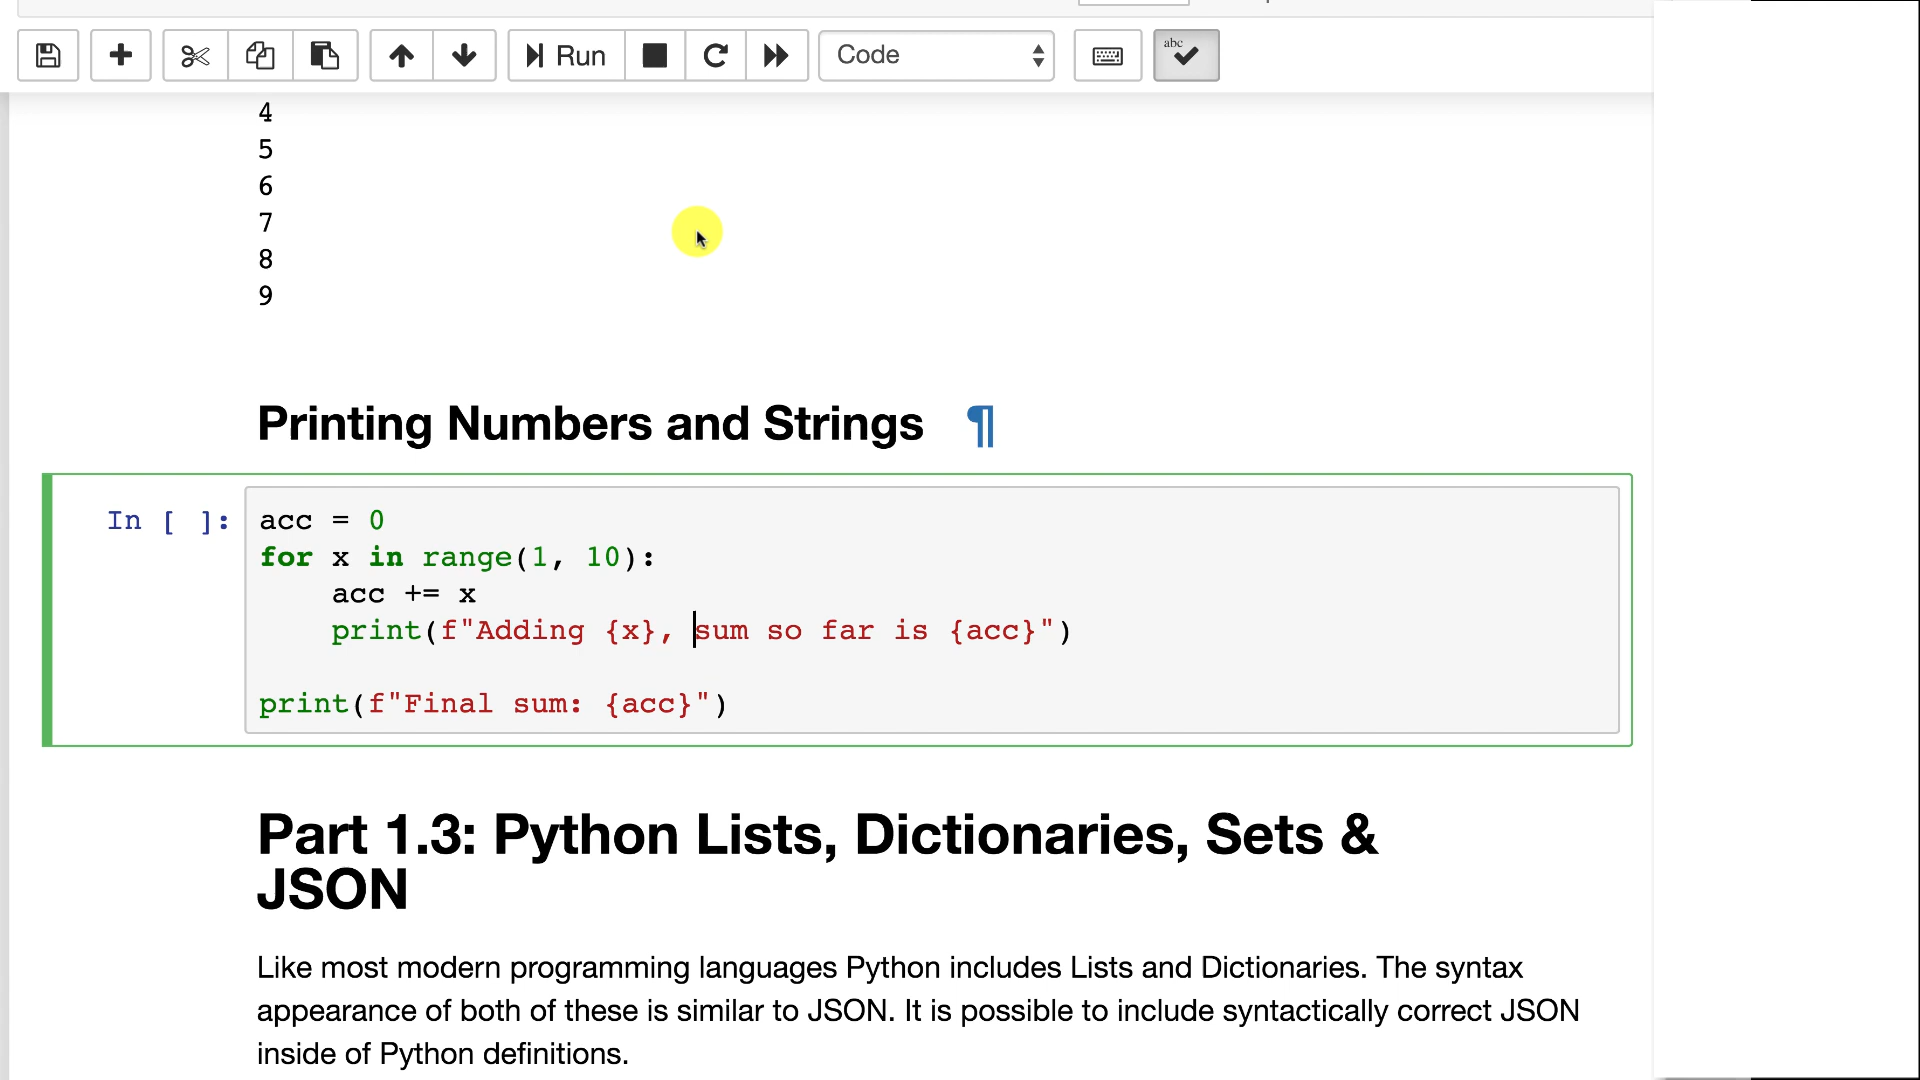 Run
Code
abc
4
5
6
7
8
9
Printing Numbers and Strings ¶
In [ ]:
acc = 0
for x in range(1, 10):
    acc += x
    print(f"Adding {x}, sum so far is {acc}")
print(f"Final sum: {acc}")
Part 1.3: Python Lists, Dictionaries, Sets &
JSON
Like most modern programming languages Python includes Lists and Dictionaries. The syntax
appearance of both of these is similar to JSON. It is possible to include syntactically correct JSON
inside of Python definitions.